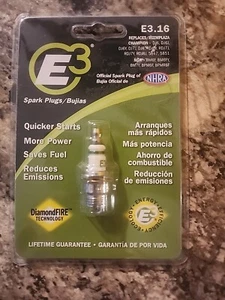 E3.16
REPLACES/REEMPLAZA
E3
Official Spark Plug of
Bujía Oficial de
NHRA
Spark Plugs/Bujías
Quicker Starts
More Power
Saves Fuel
Reduces
Emissions
Arranques
más rápidos
Más potencia
Ahorro de
combustible
Reducción
de emisiones
DiamondFIRE
TECHNOLOGY
E3
LIFETIME GUARANTEE • GARANTÍA DE POR VIDA